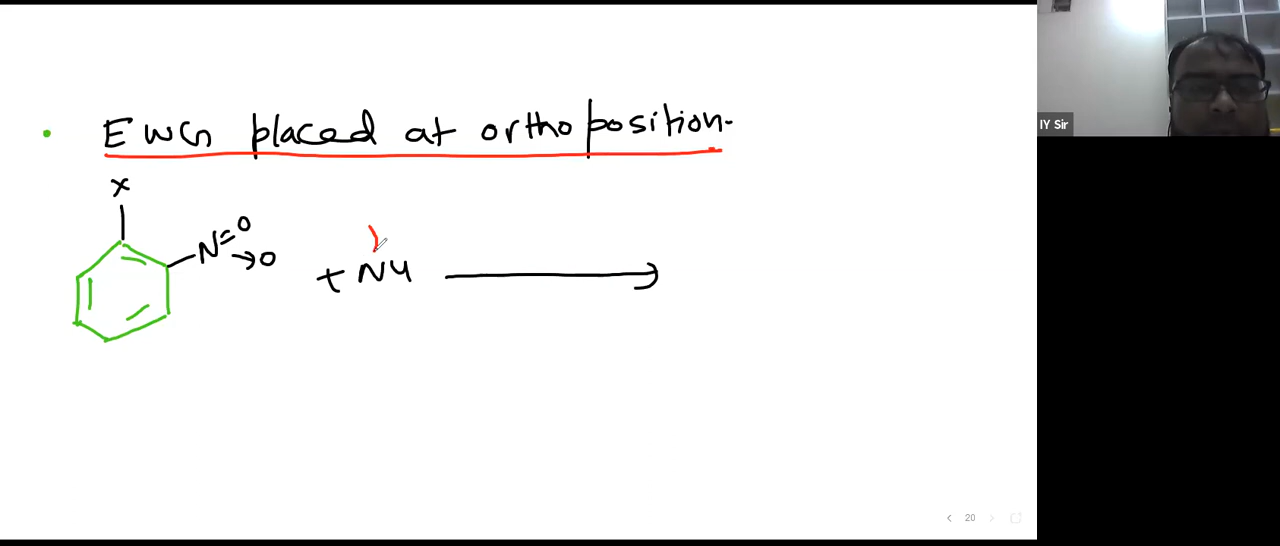 • EWG placed at ortho position.
X
N=O
→O
+ Nu
IY Sir
20